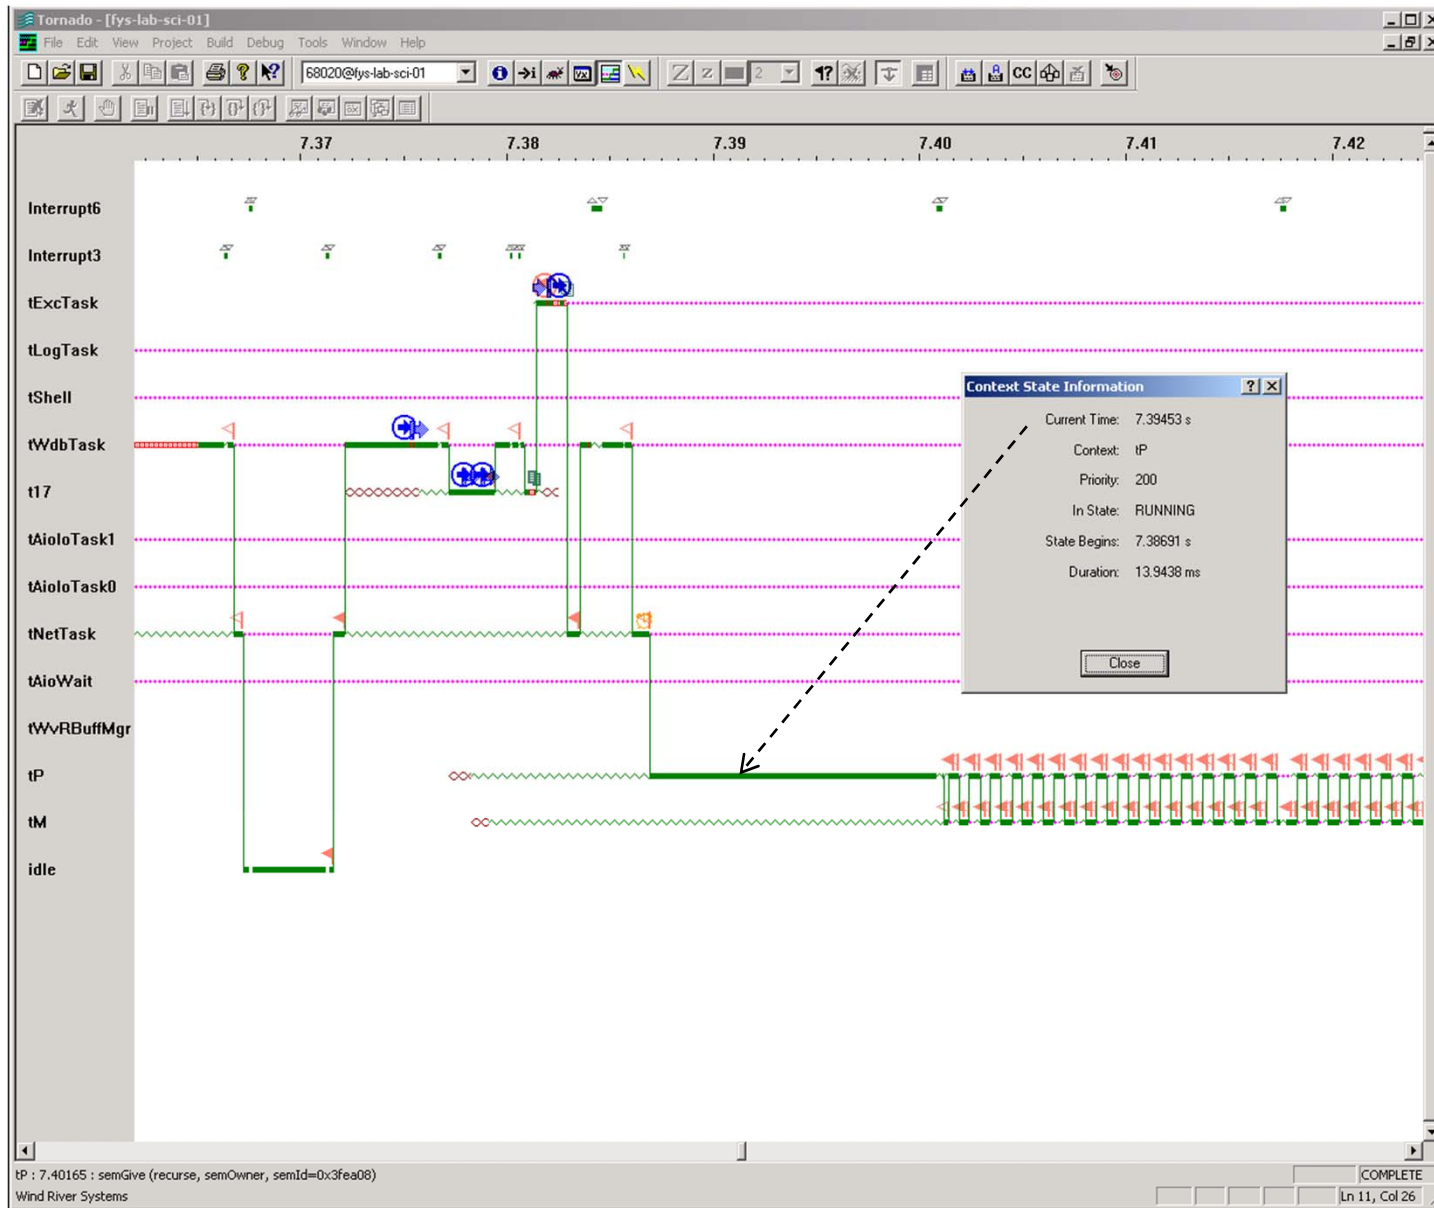 Tornado - [fys-lab-sci-01]
File Edit View Project Build Debug Tools Window Help
68020@fys-lab-sci-01
2
CC
7.37 7.38 7.39 7.40 7.41 7.42
Interrupt6
Interrupt3
tExcTask
tLogTask
tShell
tWdbTask
t17
tAioIoTask1
tAioIoTask0
tNetTask
tAioWait
tWvRBuffMgr
tP
tM
idle
Context State Information
Current Time: 7.39453 s
Context: tP
Priority: 200
In State: RUNNING
State Begins: 7.38691 s
Duration: 13.9438 ms
Close
tP : 7.40165 : semGive (recurse, semOwner, semId=0x3fea08)
COMPLETE
Wind River Systems
Ln 11, Col 26